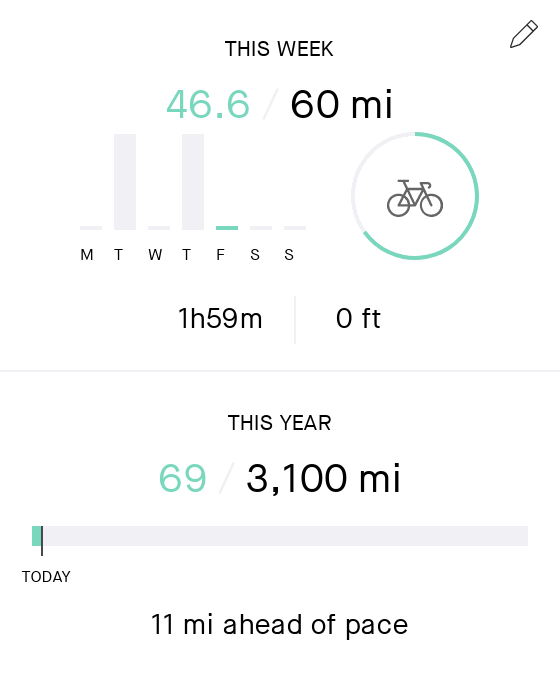 THIS WEEK
46.6 / 60 mi
M T W T F S S
1h59m 0 ft
THIS YEAR
69 / 3,100 mi
TODAY
11 mi ahead of pace